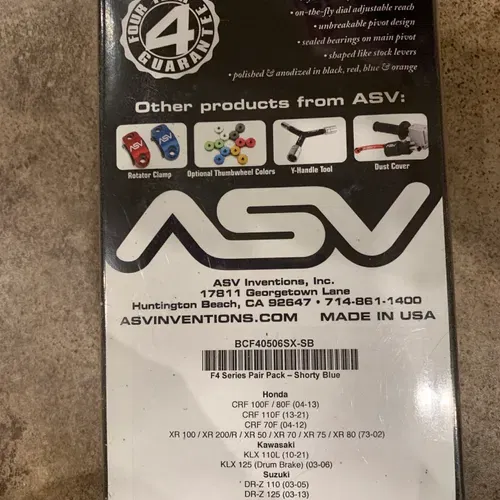 FOUR
4
GUARANTEE
• on-the-fly dial adjustable reach
• unbreakable pivot design
• sealed bearings on main pivot
• shaped like stock levers
• polished & anodized in black, red, blue & orange
Other products from ASV:
ASV
ASV
Rotator Clamp
Optional Thumbwheel Colors
Y-Handle Tool
Dust Cover
ASV
ASV Inventions, Inc.
17811 Georgetown Lane
Huntington Beach, CA 92647 • 714-861-1400
ASVINVENTIONS.COM MADE IN USA
BCF40506SX-SB
F4 Series Pair Pack – Shorty Blue
Honda
CRF 100F / 80F (04-13)
CRF 110F (13-21)
CRF 70F (04-12)
XR 100 / XR 200/R / XR 50 / XR 70 / XR 75 / XR 80 (73-02)
Kawasaki
KLX 110L (10-21)
KLX 125 (Drum Brake) (03-06)
Suzuki
DR-Z 110 (03-05)
DR-Z 125 (03-13)